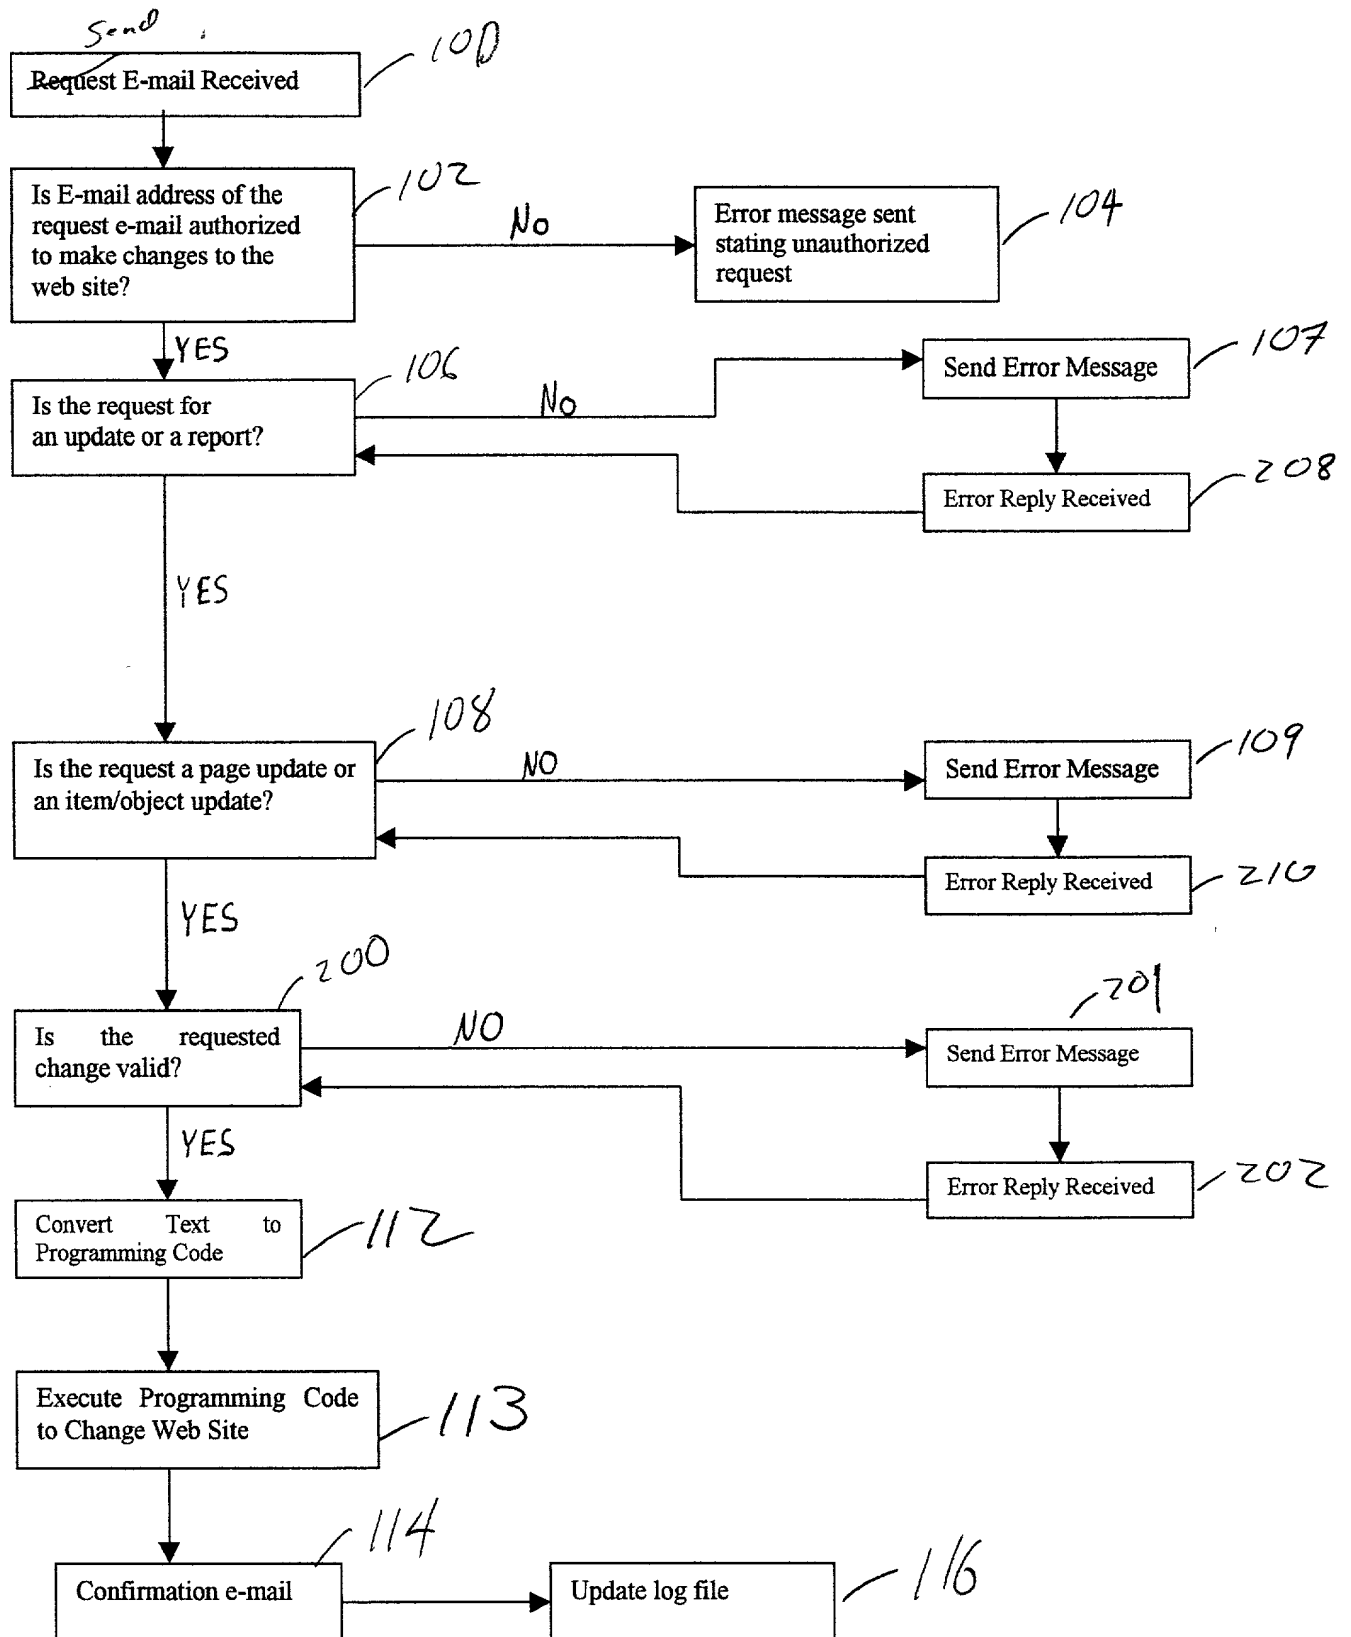 Send
Request E-mail Received
100
Is E-mail address of the
request e-mail authorized
to make changes to the
web site?
102
No
Error message sent
stating unauthorized
request
104
YES
Is the request for
an update or a report?
106
No
Send Error Message
107
Error Reply Received
208
YES
Is the request a page update or
an item/object update?
108
NO
Send Error Message
109
Error Reply Received
210
YES
Is the requested
change valid?
200
NO
Send Error Message
201
Error Reply Received
202
YES
Convert Text to
Programming Code
112
Execute Programming Code
to Change Web Site
113
Confirmation e-mail
114
Update log file
116